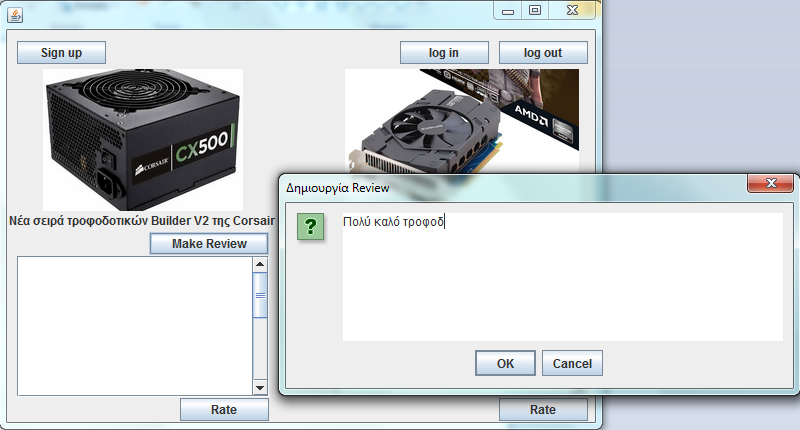 Sign up
log in
log out
CORSAIR
CX500
AMD
Νέα σειρά τροφοδοτικών Builder V2 της Corsair
Make Review
Rate
Rate
Δημιουργία Review
?
Πολύ καλό τροφοδ
OK
Cancel